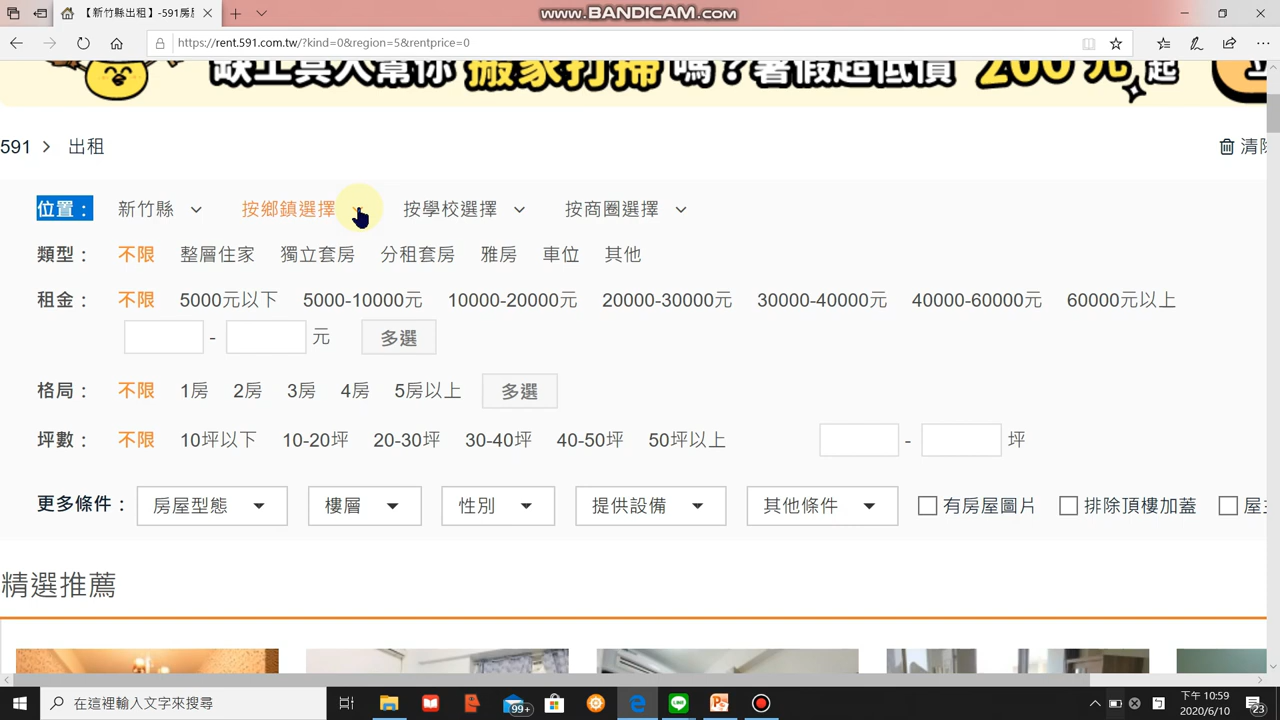 www.BANDICAM.com
【新竹縣出租】-591房屋
https://rent.591.com.tw/?kind=0&region=5&rentprice=0
缺工具人幫你搬家打掃嗎？暑假超低價200元起
591 > 出租
清除
位置： 新竹縣 按鄉鎮選擇 按學校選擇 按商圈選擇
類型： 不限 整層住家 獨立套房 分租套房 雅房 車位 其他
租金： 不限 5000元以下 5000-10000元 10000-20000元 20000-30000元 30000-40000元 40000-60000元 60000元以上
- 元 多選
格局： 不限 1房 2房 3房 4房 5房以上 多選
坪數： 不限 10坪以下 10-20坪 20-30坪 30-40坪 40-50坪 50坪以上 - 坪
更多條件： 房屋型態 樓層 性別 提供設備 其他條件 有房屋圖片 排除頂樓加蓋 屋主
精選推薦
在這裡輸入文字來搜尋
99+
下午 10:59
2020/6/10
23